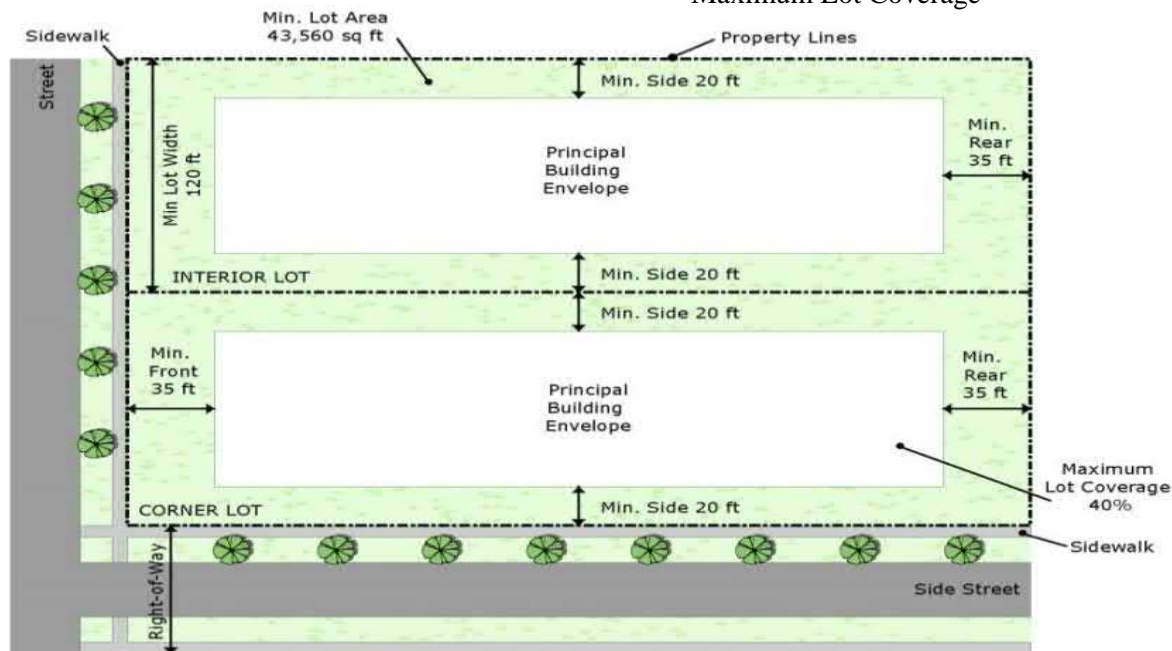 Maximum Lot Coverage
Min. Lot Area
43,560 sq ft
Sidewalk
Property Lines
Street
Min. Side 20 ft
Min Lot Width
120 ft
Principal
Building
Envelope
Min.
Rear
35 ft
INTERIOR LOT
Min. Side 20 ft
Min. Side 20 ft
Min.
Front
35 ft
Principal
Building
Envelope
Min.
Rear
35 ft
Maximum
Lot Coverage
40%
CORNER LOT
Min. Side 20 ft
Sidewalk
Right-of-Way
Side Street